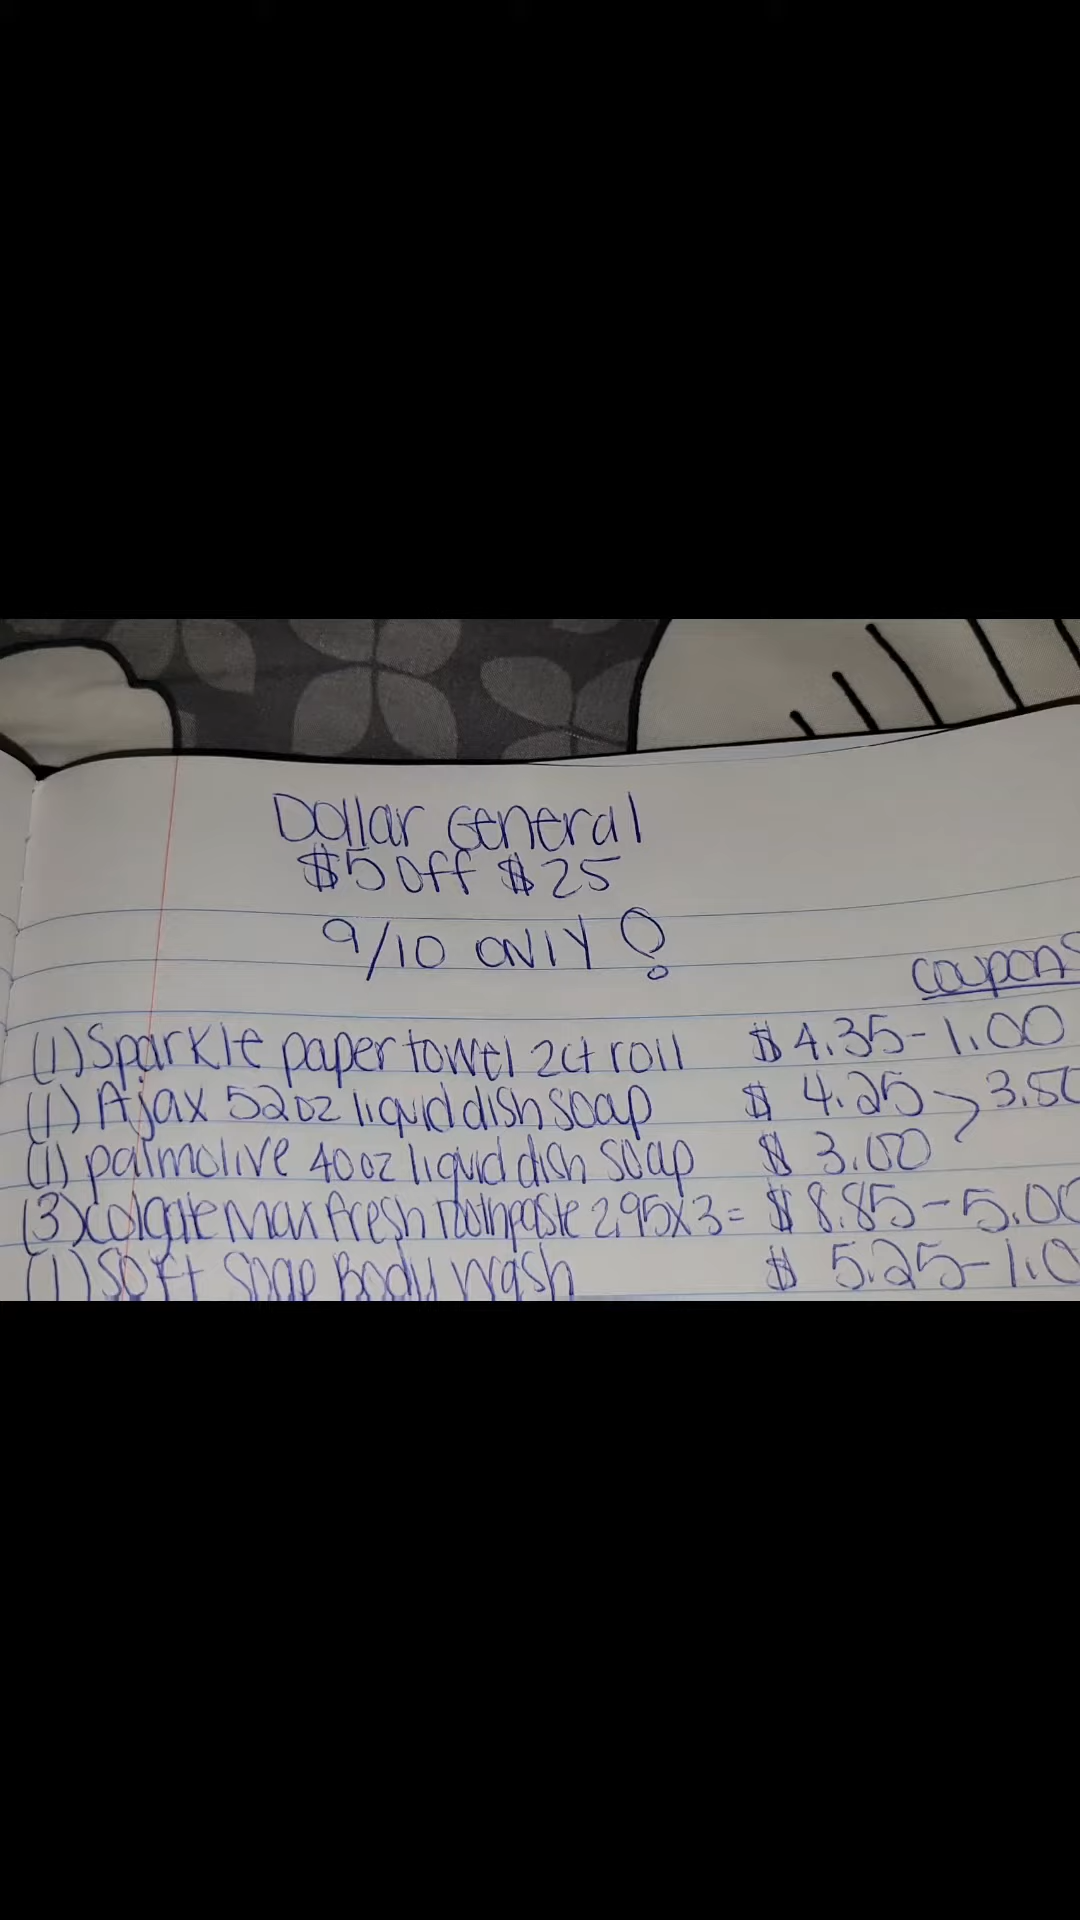 Dollar General
$5 Off $25
9/10 ONLY!
Coupons
(1) Sparkle paper towel 2ct roll $4.35-1.00
(1) Ajax 52oz liquid dish soap $ 4.25 > 3.50
(1) palmolive 40oz liquid dish soap $ 3.00
(3) colgate Max fresh toothpaste 2.95x3= $8.85-5.00
(1) Soft Soap Body wash $ 5.25-1.0